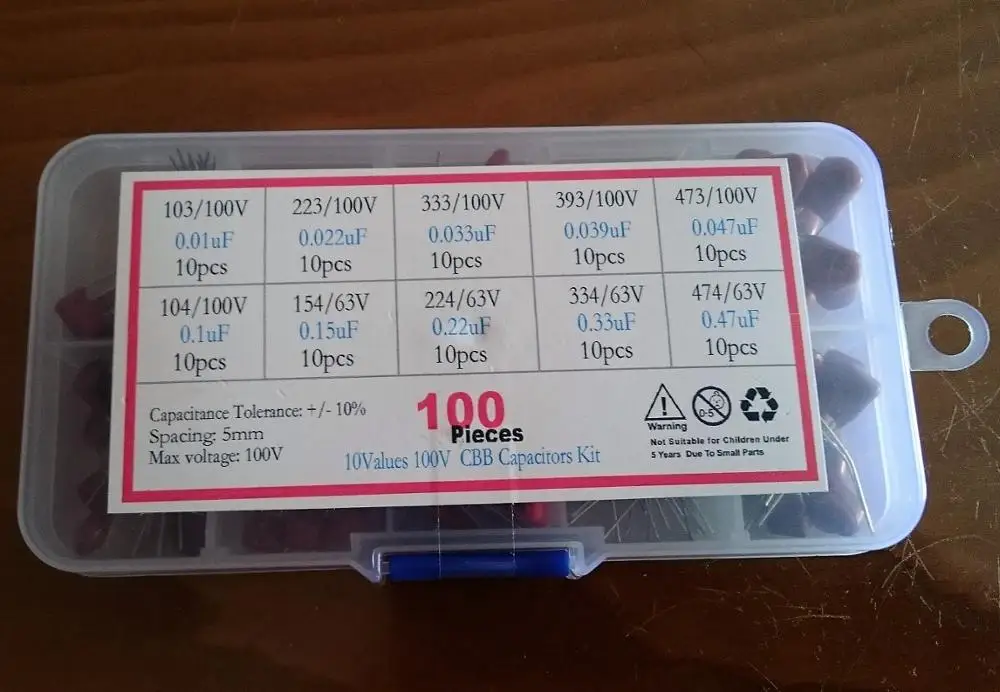 103/100V 223/100V 333/100V 393/100V 473/100V
0.01uF 0.022uF 0.033uF 0.039uF 0.047uF
10pcs 10pcs 10pcs 10pcs 10pcs
104/100V 154/63V 224/63V 334/63V 474/63V
0.1uF 0.15uF 0.22uF 0.33uF 0.47uF
10pcs 10pcs 10pcs 10pcs 10pcs
Capacitance Tolerance: +/- 10%
Spacing: 5mm
Max voltage: 100V
100
Pieces
10Values 100V CBB Capacitors Kit
Warning
0-5
Not Suitable for Children Under
5 Years Due To Small Parts